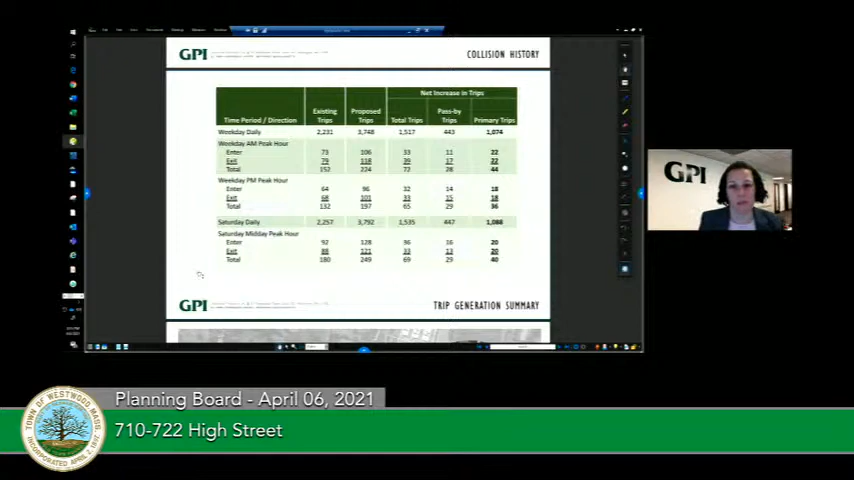 GPI
COLLISION HISTORY
Net Increase in Trips
Time Period / Direction Existing Trips Proposed Trips Total Trips Pass-by Trips Primary Trips
Weekday Daily 2,231 3,748 1,517 443 1,074
Weekday AM Peak Hour
Enter 73 106 33 11 22
Exit 79 118 39 17 22
Total 152 224 72 28 44
Weekday PM Peak Hour
Enter 64 96 32 14 18
Exit 68 101 33 15 18
Total 132 197 65 29 36
Saturday Daily 2,257 3,792 1,535 447 1,088
Saturday Midday Peak Hour
Enter 92 128 36 16 20
Exit 88 121 33 13 20
Total 180 249 69 29 40
GPI
TRIP GENERATION SUMMARY
GPI
Planning Board - April 06, 2021
710-722 High Street
TOWN OF WESTWOOD MASS.
INCORPORATED APRIL 2, 1897